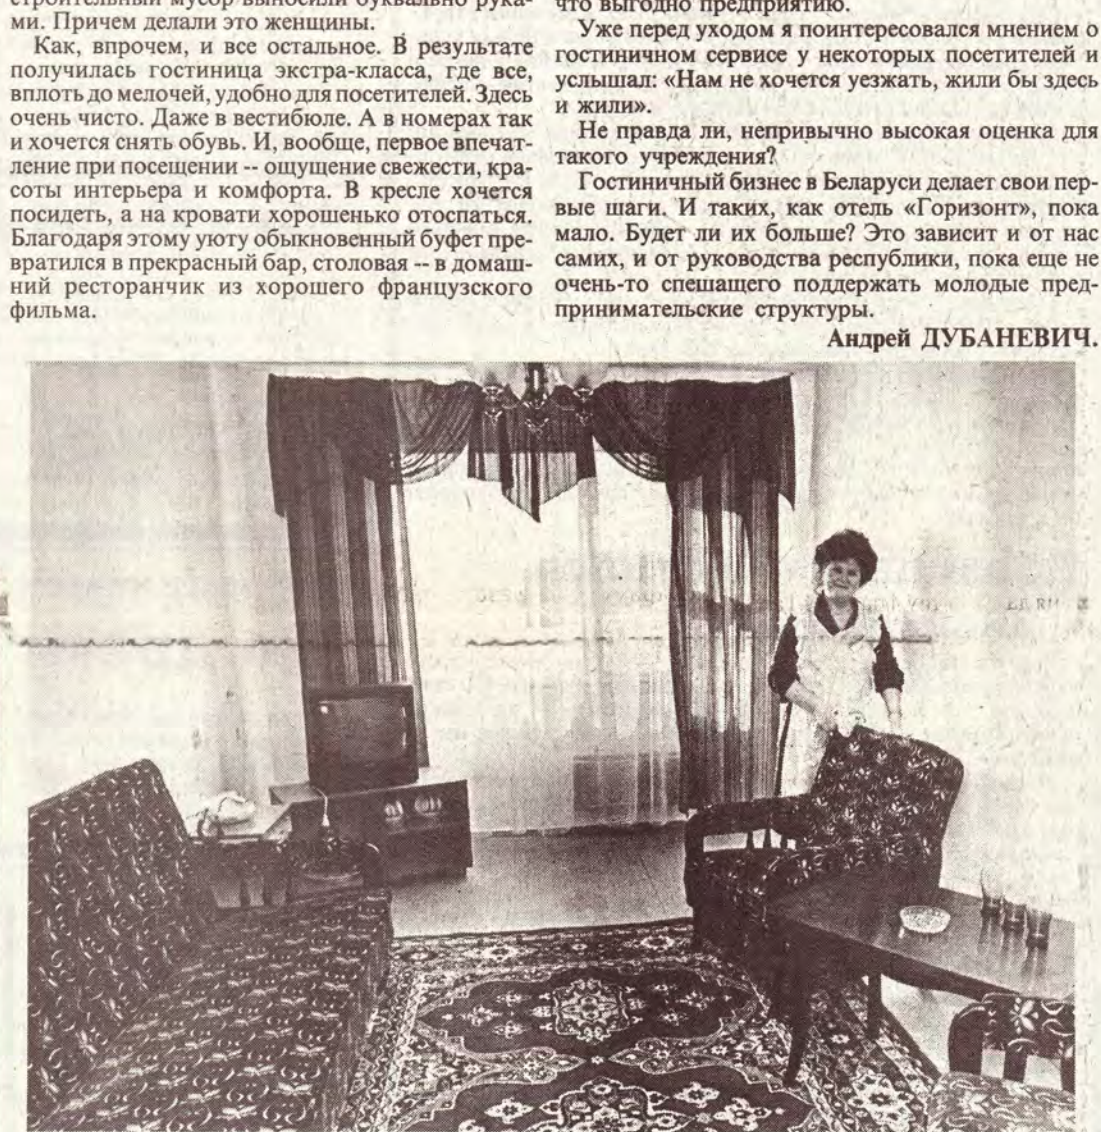 строительный мусор выносили буквально рука-
ми. Причем делали это женщины.
Как, впрочем, и все остальное. В результате
получилась гостиница экстра-класса, где все,
вплоть до мелочей, удобно для посетителей. Здесь
очень чисто. Даже в вестибюле. А в номерах так
и хочется снять обувь. И, вообще, первое впечат-
ление при посещении -- ощущение свежести, кра-
соты интерьера и комфорта. В кресле хочется
посидеть, а на кровати хорошенько отоспаться.
Благодаря этому уюту обыкновенный буфет пре-
вратился в прекрасный бар, столовая -- в домаш-
ний ресторанчик из хорошего французского
фильма.
что выгодно предприятию.
Уже перед уходом я поинтересовался мнением о
гостиничном сервисе у некоторых посетителей и
услышал: «Нам не хочется уезжать, жили бы здесь
и жили».
Не правда ли, непривычно высокая оценка для
такого учреждения?
Гостиничный бизнес в Беларуси делает свои пер-
вые шаги. И таких, как отель «Горизонт», пока
мало. Будет ли их больше? Это зависит и от нас
самих, и от руководства республики, пока еще не
очень-то спешащего поддержать молодые пред-
принимательские структуры.
Андрей ДУБАНЕВИЧ.